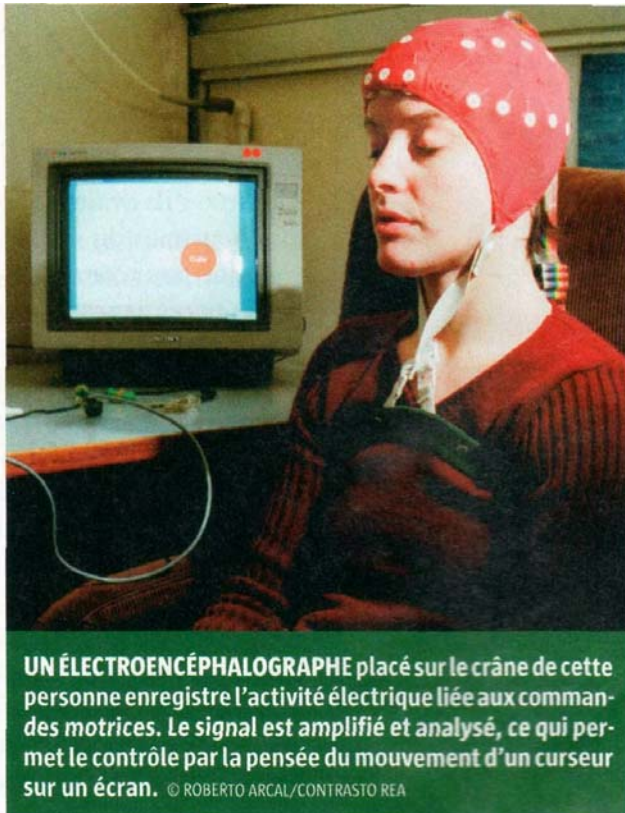 SONY
UN ÉLECTROENCÉPHALOGRAPHE placé sur le crâne de cette
personne enregistre l'activité électrique liée aux comman-
des motrices. Le signal est amplifié et analysé, ce qui per-
met le contrôle par la pensée du mouvement d'un curseur
sur un écran. © ROBERTO ARCAL/CONTRASTO REA